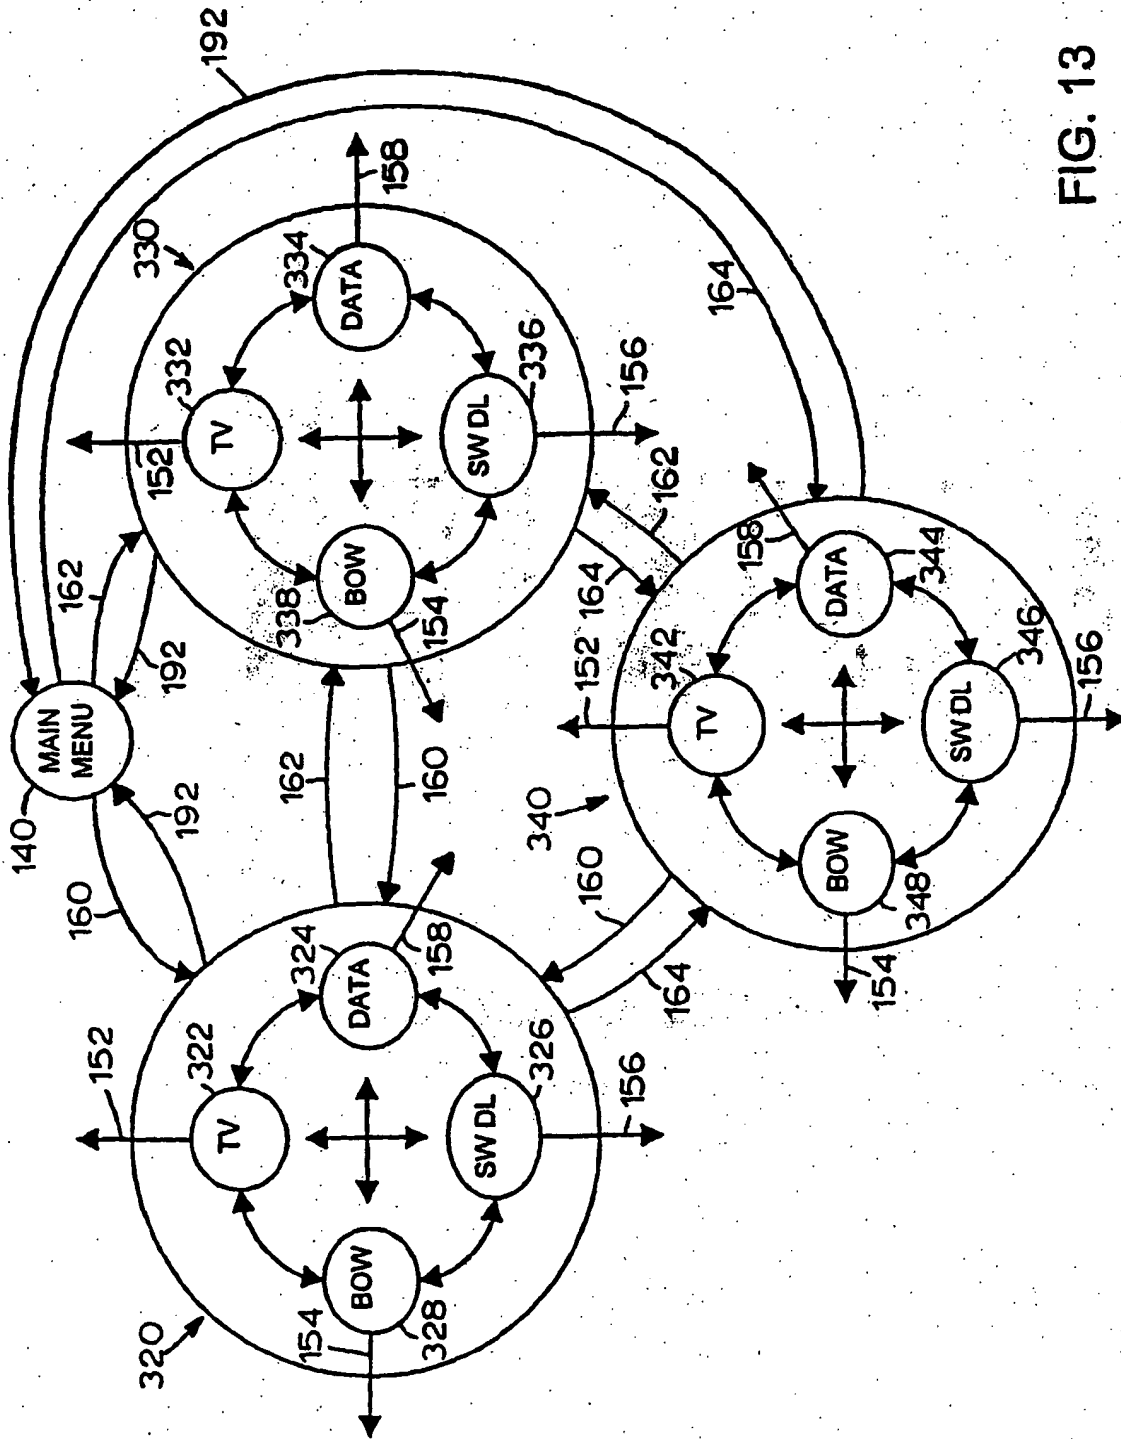 192
140
MAIN
MENU
160
192
162
192
152
152
330
320
322
332
TV
TV
324
334
162
338
154
BOW
DATA
BOW
DATA
158
328
158
160
154
SW DL
326
SW DL
336
340
160
164
164
162
156
156
152
342
164
158
TV
BOW
DATA
154
348
344
SW DL
346
156
FIG. 13